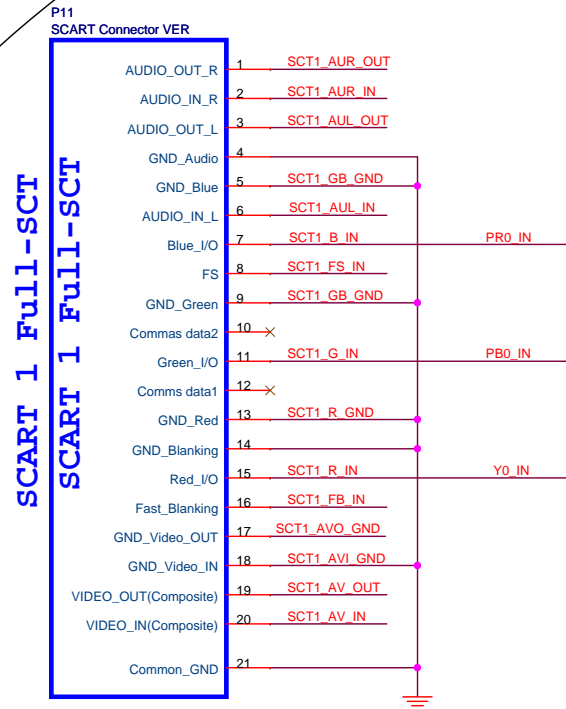 P11
SCART Connector VER
SCART 1 Full-SCT
SCART 1 Full-SCT
AUDIO_OUT_R 1 SCT1_AUR_OUT
AUDIO_IN_R 2 SCT1_AUR_IN
AUDIO_OUT_L 3 SCT1_AUL_OUT
GND_Audio 4
GND_Blue 5 SCT1_GB_GND
AUDIO_IN_L 6 SCT1_AUL_IN
Blue_I/O 7 SCT1_B_IN PR0_IN
FS 8 SCT1_FS_IN
GND_Green 9 SCT1_GB_GND
Commas data2 10
Green_I/O 11 SCT1_G_IN PB0_IN
Comms data1 12
GND_Red 13 SCT1_R_GND
GND_Blanking 14
Red_I/O 15 SCT1_R_IN Y0_IN
Fast_Blanking 16 SCT1_FB_IN
GND_Video_OUT 17 SCT1_AVO_GND
GND_Video_IN 18 SCT1_AVI_GND
VIDEO_OUT(Composite) 19 SCT1_AV_OUT
VIDEO_IN(Composite) 20 SCT1_AV_IN
Common_GND 21